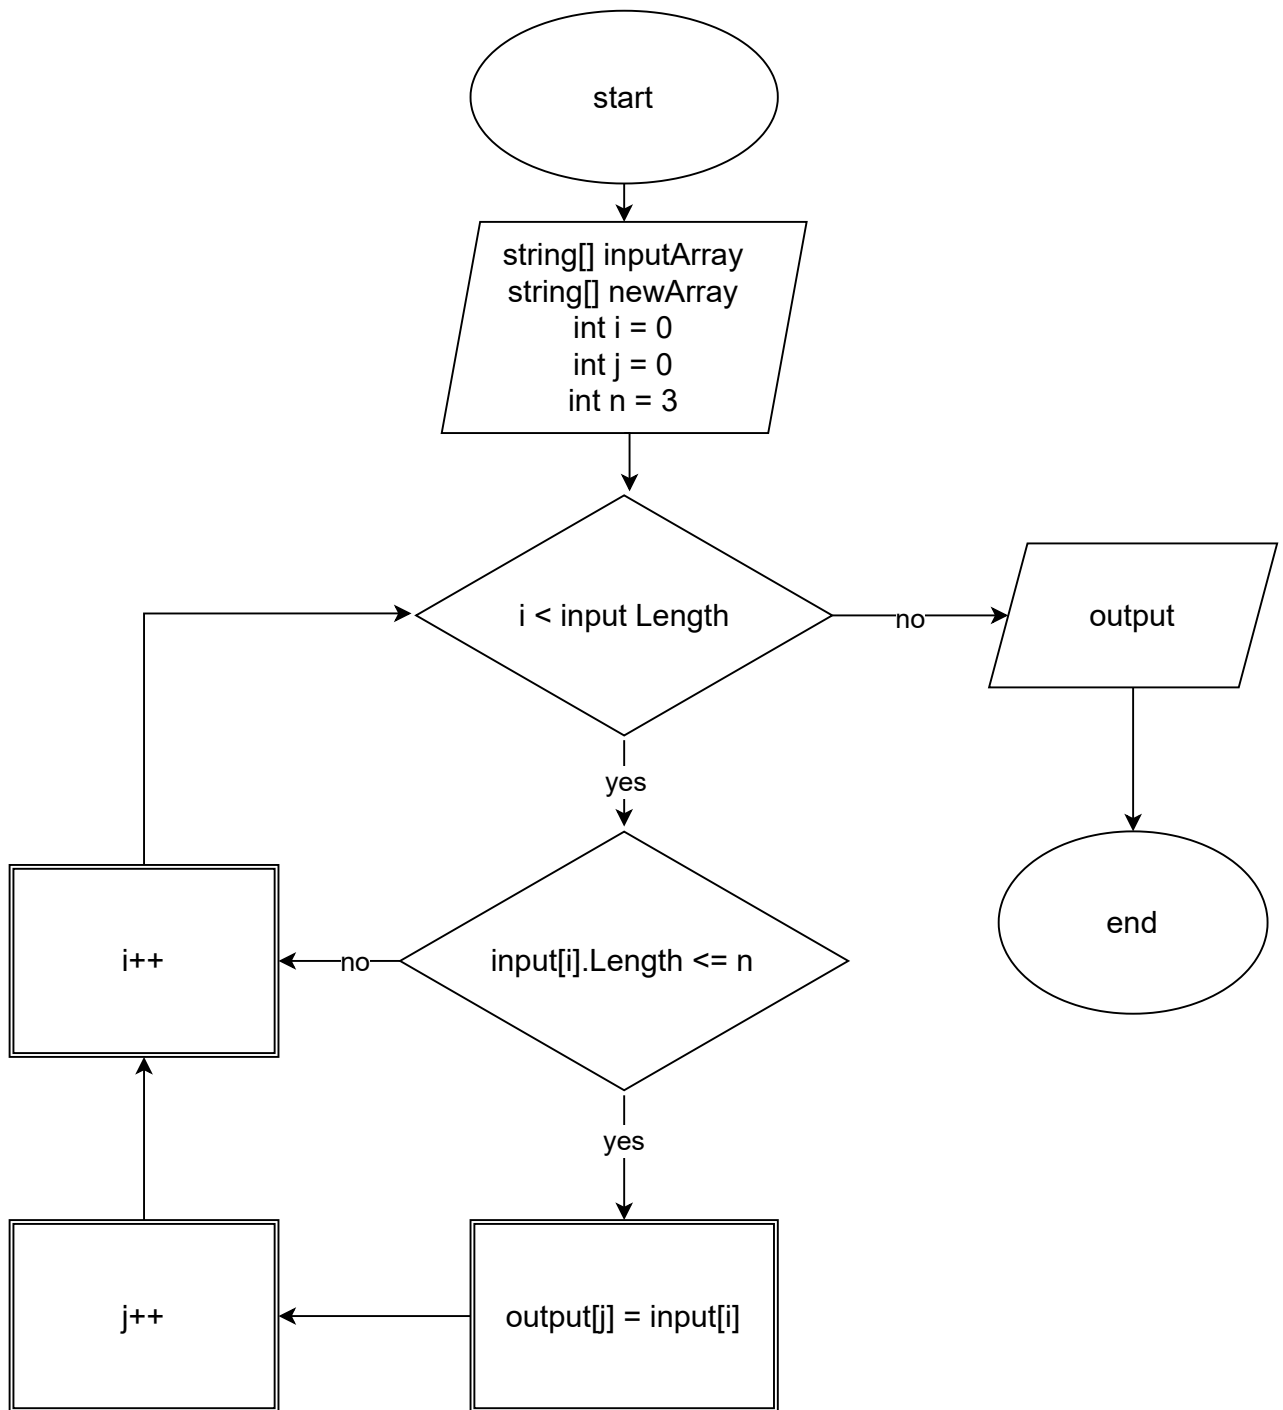 start
string[] inputArray
string[] newArray
int i = 0
int j = 0
int n = 3
i < input Length
no
output
yes
end
i++
no
input[i].Length <= n
yes
j++
output[j] = input[i]